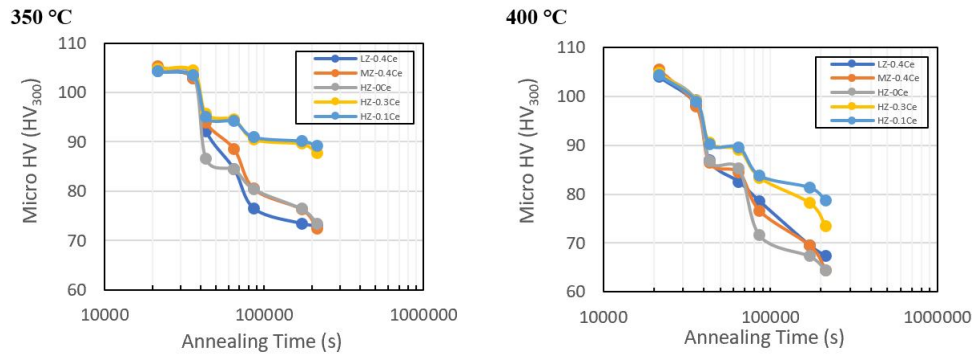 350 °C
110
100
90
80
70
60
Micro HV (HV300)
10000 100000 1000000
Annealing Time (s)
LZ-0.4Ce
MZ-0.4Ce
HZ-0Ce
HZ-0.3Ce
HZ-0.1Ce
400 °C
110
100
90
80
70
60
Micro HV (HV300)
10000 100000 1000000
Annealing Time (s)
LZ-0.4Ce
MZ-0.4Ce
HZ-0Ce
HZ-0.3Ce
HZ-0.1Ce